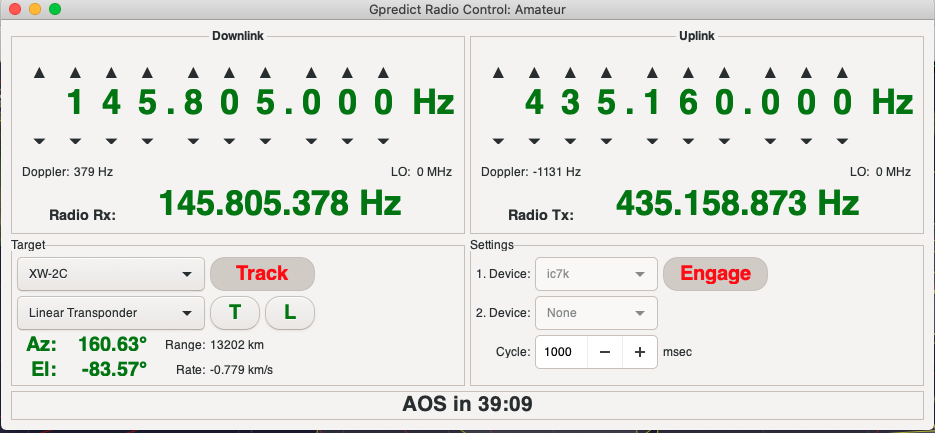 Gpredict Radio Control: Amateur
Downlink
145.805.000 Hz
Doppler: 379 Hz
LO: 0 MHz
Radio Rx:
145.805.378 Hz
Uplink
435.160.000 Hz
Doppler: -1131 Hz
LO: 0 MHz
Radio Tx:
435.158.873 Hz
Target
XW-2C
Track
Linear Transponder
T
L
Az: 160.63° Range: 13202 km
El: -83.57° Rate: -0.779 km/s
Settings
1. Device: ic7k
Engage
2. Device: None
Cycle: 1000 − + msec
AOS in 39:09